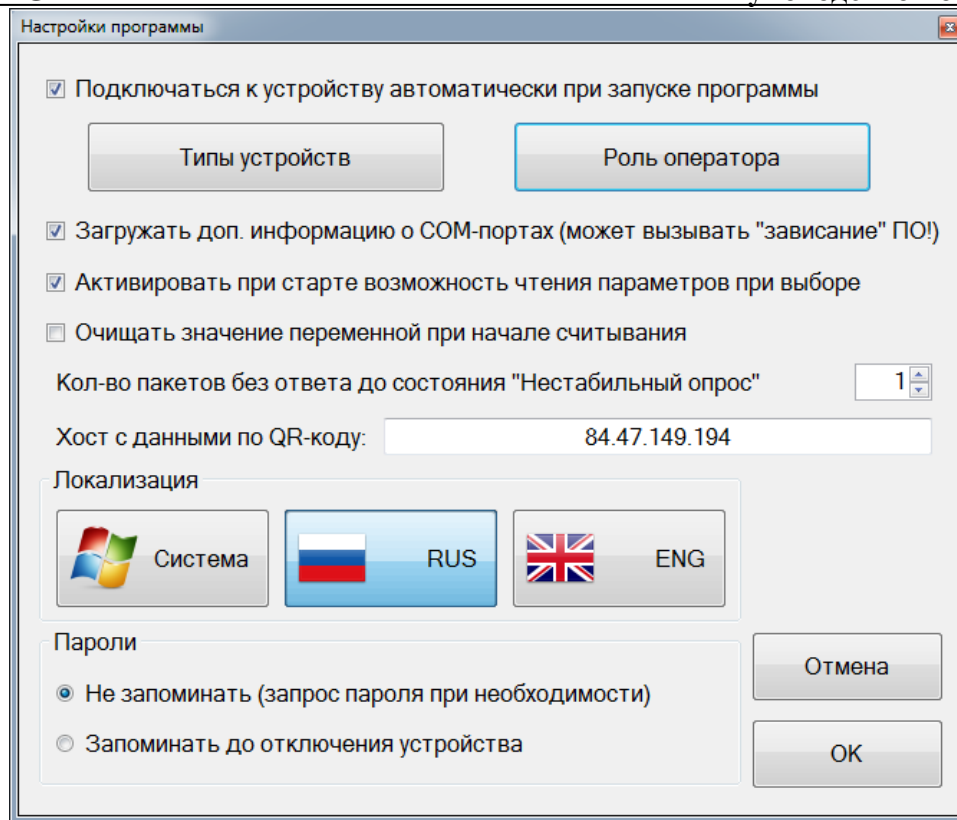 Настройки программы
Подключаться к устройству автоматически при запуске программы
Типы устройств
Роль оператора
Загружать доп. информацию о COM-портах (может вызывать "зависание" ПО!)
Активировать при старте возможность чтения параметров при выборе
Очищать значение переменной при начале считывания
Кол-во пакетов без ответа до состояния "Нестабильный опрос"
1
Хост с данными по QR-коду:
84.47.149.194
Локализация
Система
RUS
ENG
Пароли
Не запоминать (запрос пароля при необходимости)
Запоминать до отключения устройства
Отмена
OK